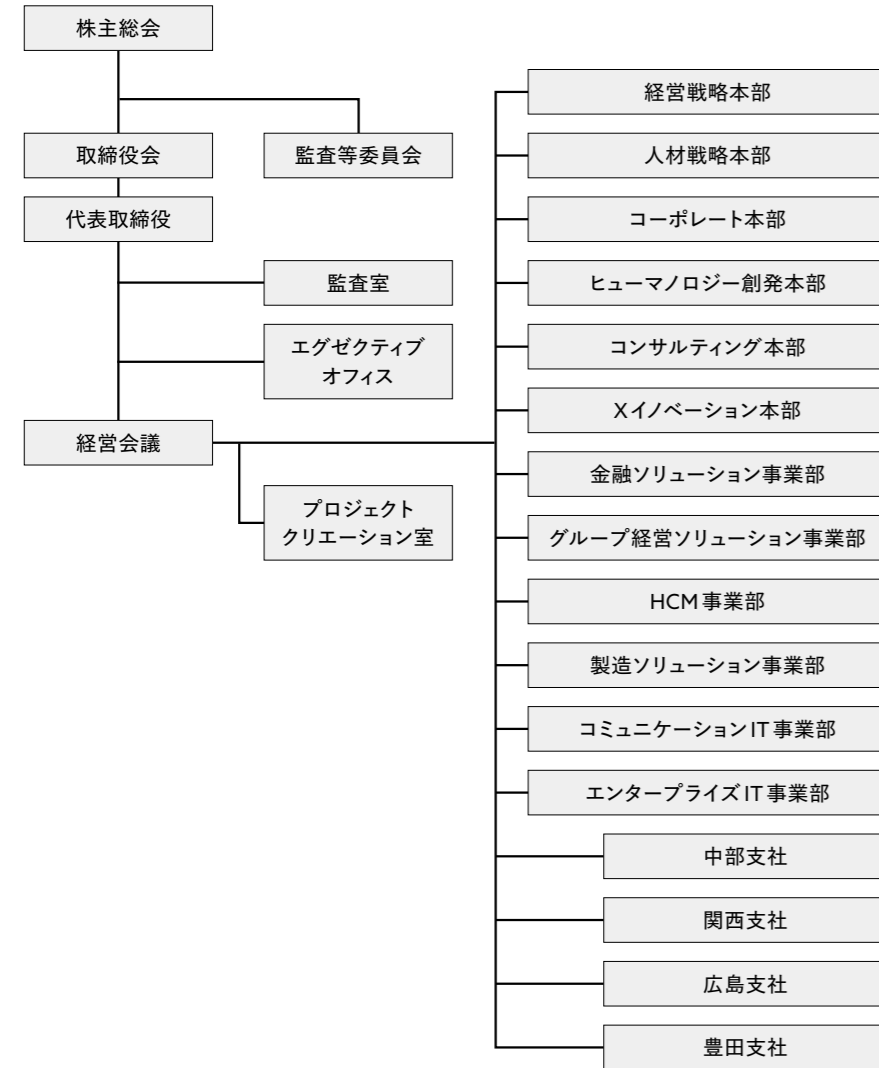 株主総会
取締役会
監査等委員会
代表取締役
監査室
エグゼクティブ
オフィス
経営会議
プロジェクト
クリエーション室
経営戦略本部
人材戦略本部
コーポレート本部
ヒューマノロジー創発本部
コンサルティング本部
Xイノベーション本部
金融ソリューション事業部
グループ経営ソリューション事業部
HCM事業部
製造ソリューション事業部
コミュニケーションIT事業部
エンタープライズIT事業部
中部支社
関西支社
広島支社
豊田支社